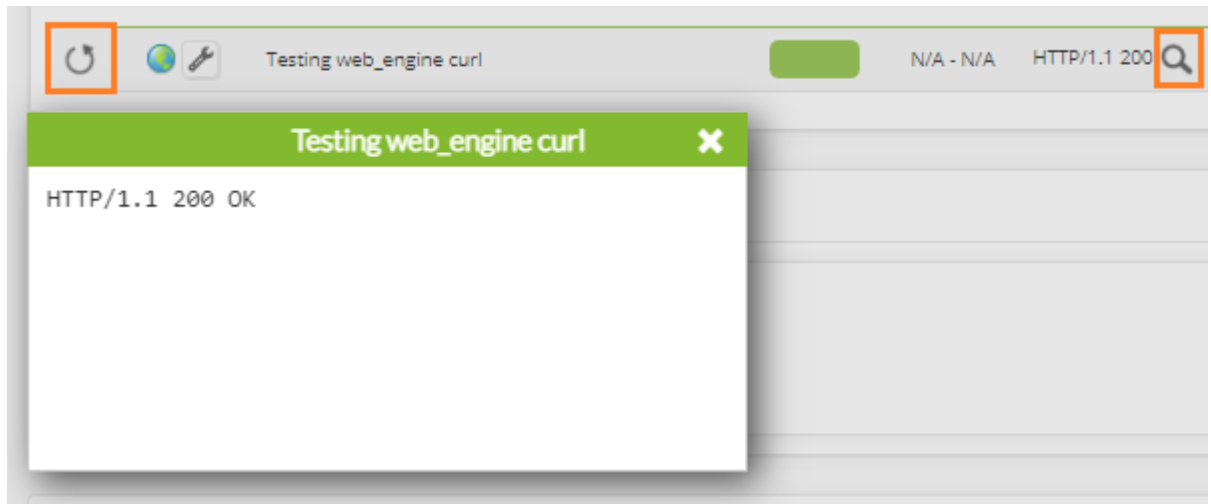 Testing web_engine curl N/A - N/A HTTP/1.1 200
Testing web_engine curl
HTTP/1.1 200 OK